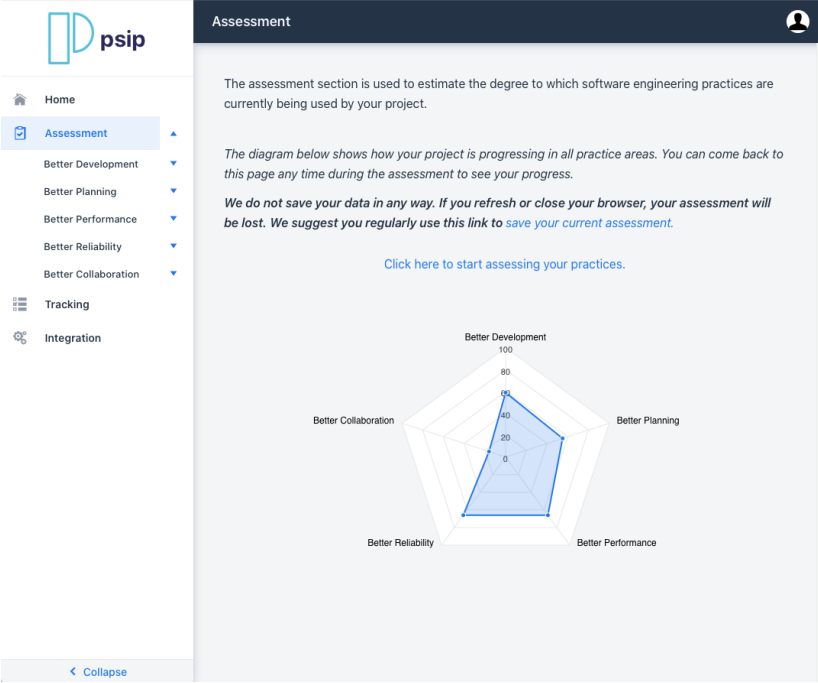 psip
Assessment
Home
Assessment
Better Development
Better Planning
Better Performance
Better Reliability
Better Collaboration
Tracking
Integration
Collapse
The assessment section is used to estimate the degree to which software engineering practices are
currently being used by your project.
The diagram below shows how your project is progressing in all practice areas. You can come back to
this page any time during the assessment to see your progress.
We do not save your data in any way. If you refresh or close your browser, your assessment will
be lost. We suggest you regularly use this link to save your current assessment.
Click here to start assessing your practices.
Better Development
100
80
60
40
20
0
Better Collaboration
Better Planning
Better Reliability
Better Performance